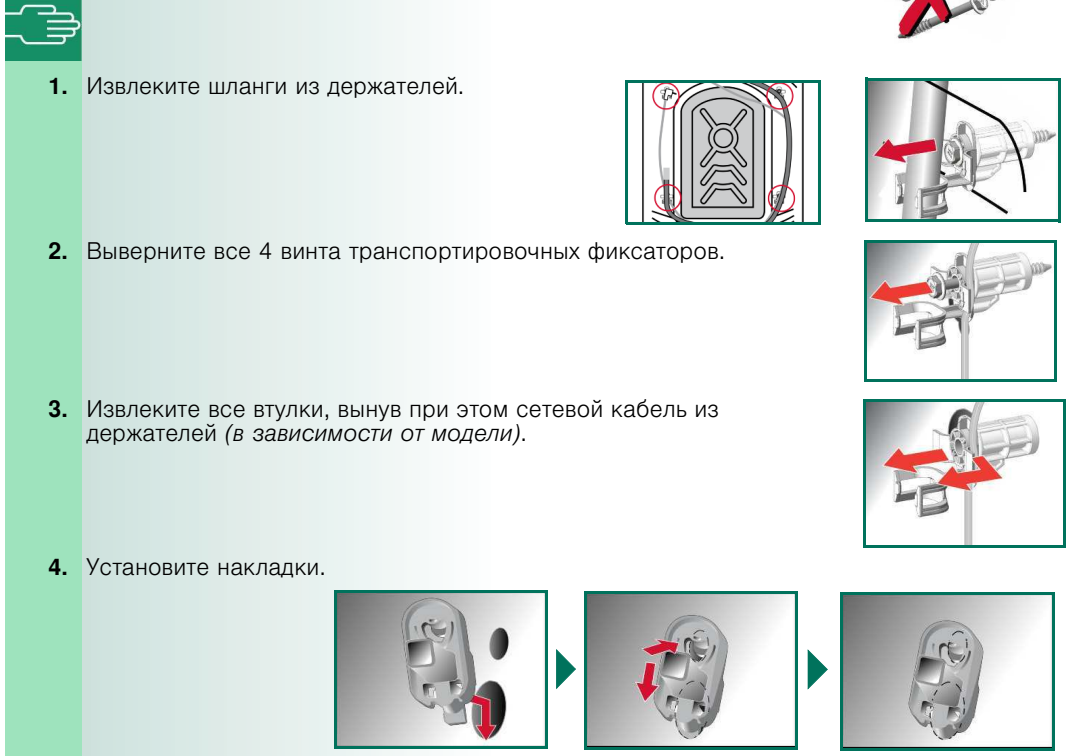 1. Извлеките шланги из держателей.
2. Выверните все 4 винта транспортировочных фиксаторов.
3. Извлеките все втулки, вынув при этом сетевой кабель из
держателей (в зависимости от модели).
4. Установите накладки.